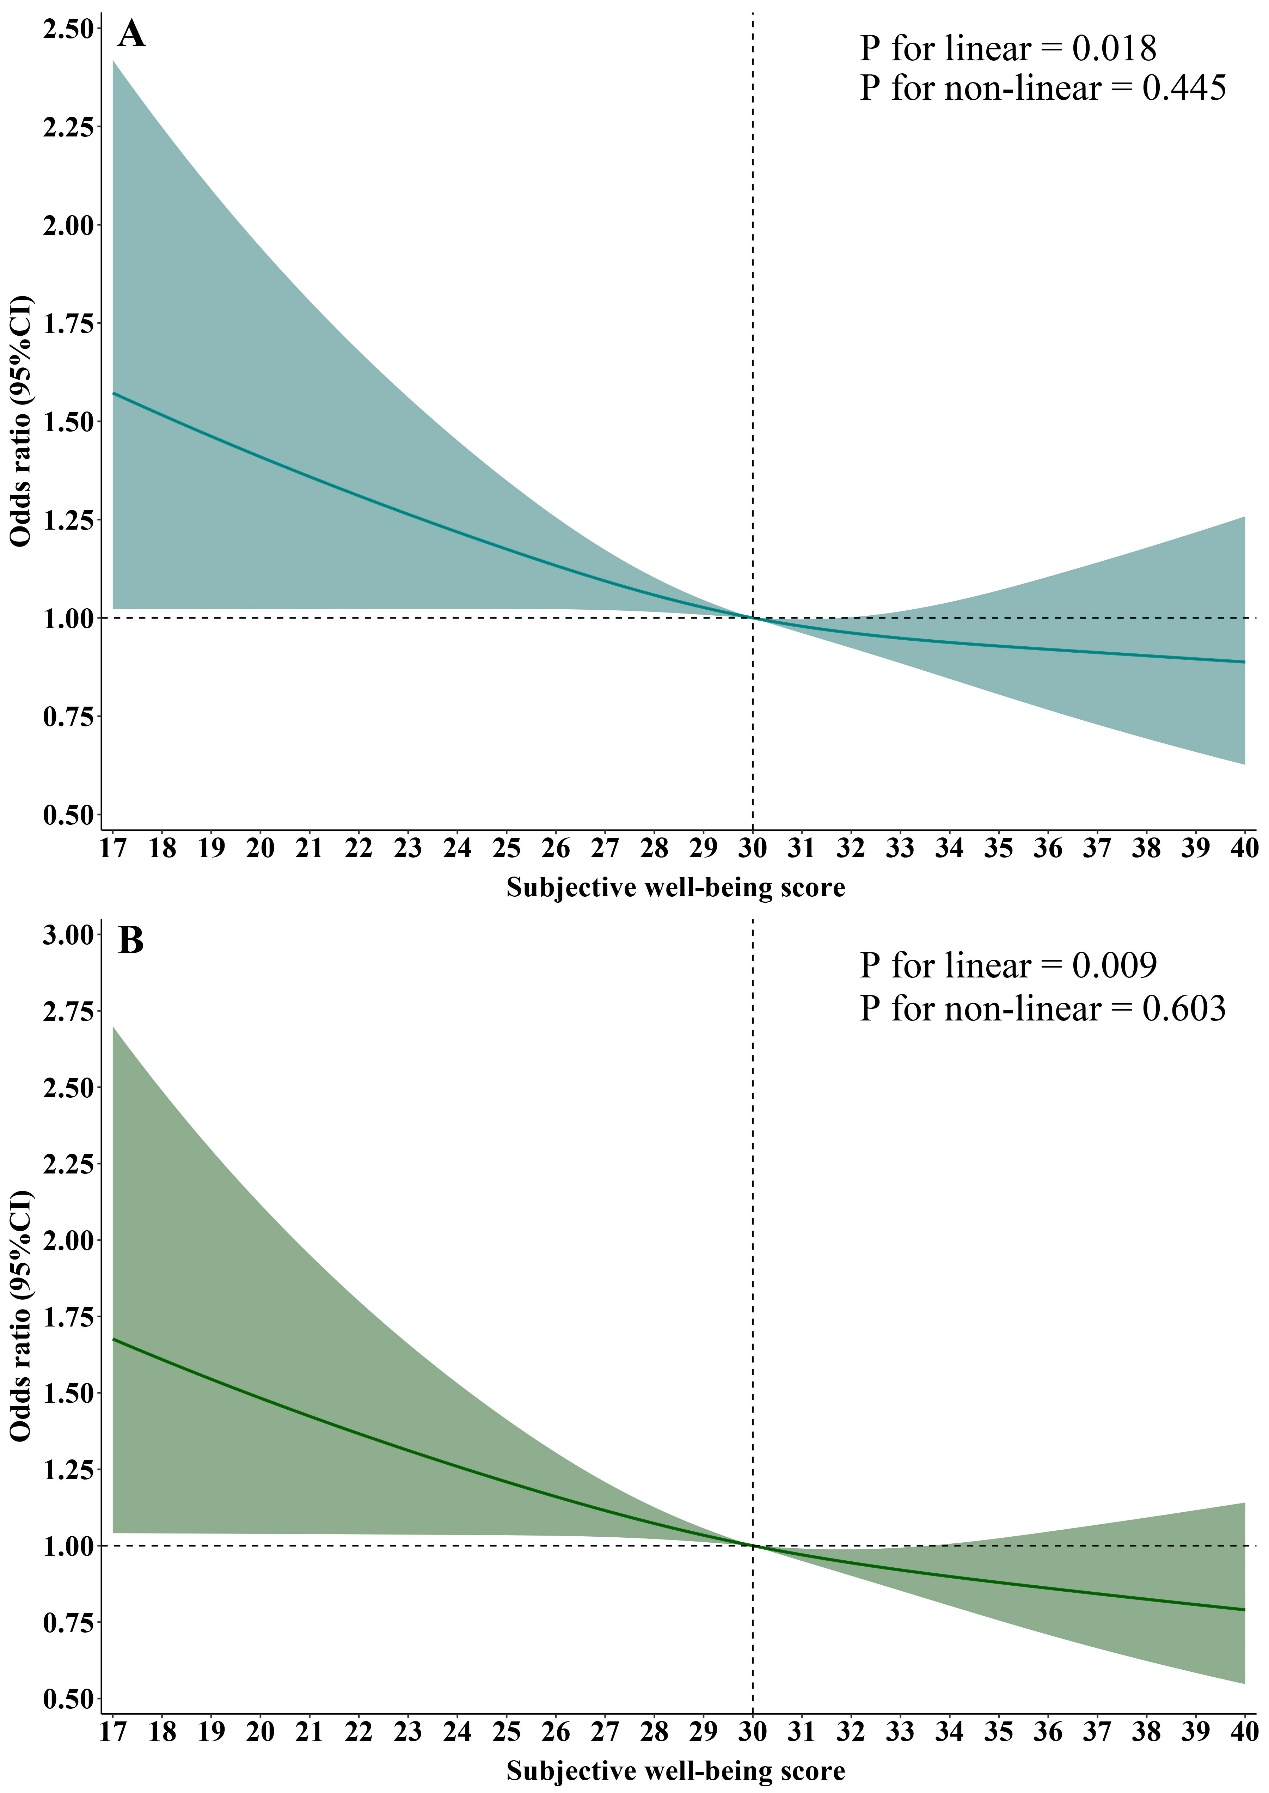 A
P for linear = 0.018
P for non-linear = 0.445
Odds ratio (95%CI)
2.50
2.25
2.00
1.75
1.50
1.25
1.00
0.75
0.50
17 18 19 20 21 22 23 24 25 26 27 28 29 30 31 32 33 34 35 36 37 38 39 40
Subjective well-being score
B
P for linear = 0.009
P for non-linear = 0.603
Odds ratio (95%CI)
3.00
2.75
2.50
2.25
2.00
1.75
1.50
1.25
1.00
0.75
0.50
17 18 19 20 21 22 23 24 25 26 27 28 29 30 31 32 33 34 35 36 37 38 39 40
Subjective well-being score